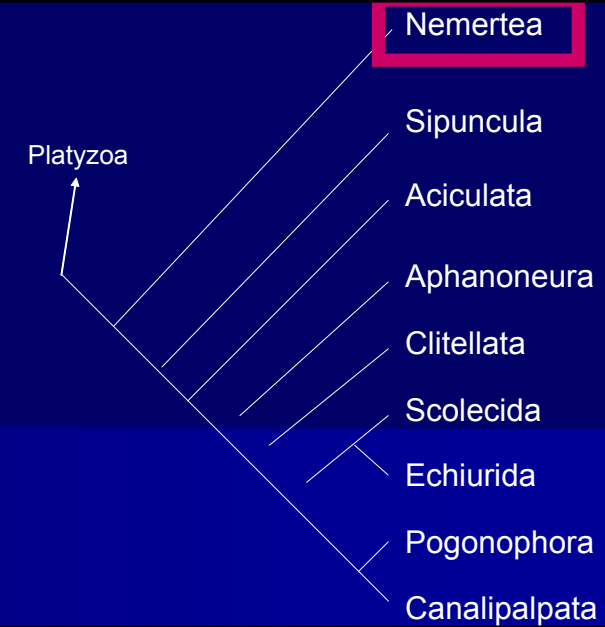 Nemertea
Sipuncula
Platyzoa
Aciculata
Aphanoneura
Clitellata
Scolecida
Echiurida
Pogonophora
Canalipalpata